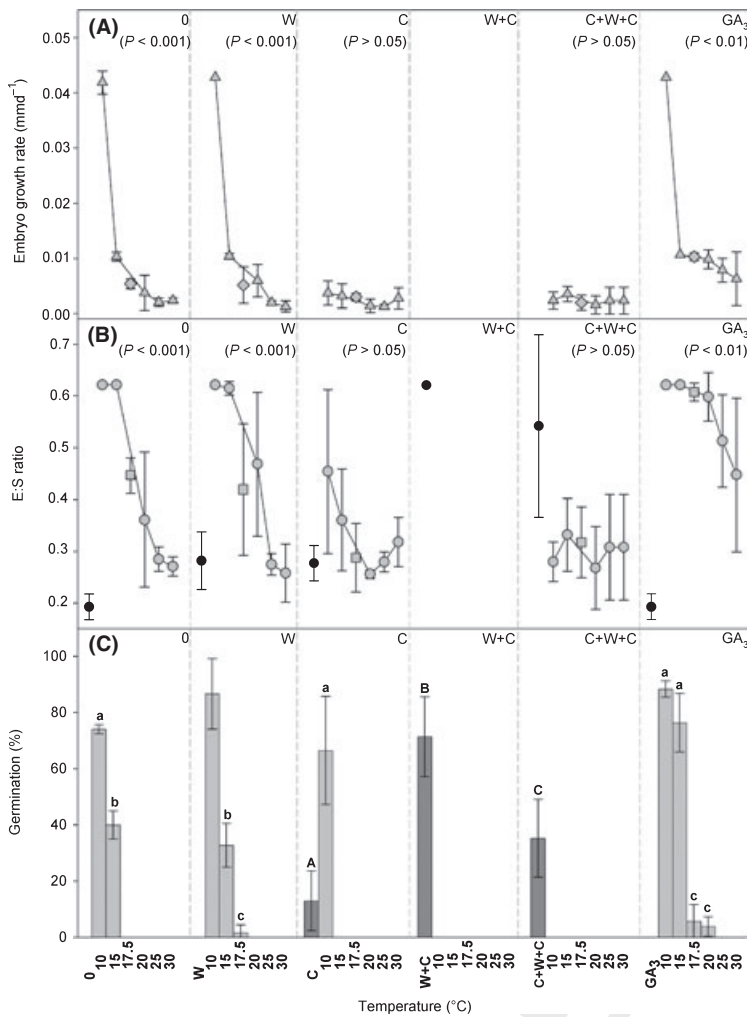 (A) 0 W C W+C C+W+C GA3
(P < 0.001) (P < 0.001) (P > 0.05) (P > 0.05) (P < 0.01)
Embryo growth rate (mmd−1)
0.05
0.04
0.03
0.02
0.01
0.00
(B) 0 W C W+C C+W+C GA3
(P < 0.001) (P < 0.001) (P > 0.05) (P > 0.05) (P < 0.01)
E:S ratio
0.7
0.6
0.5
0.4
0.3
0.2
(C) 0 W C W+C C+W+C GA3
Germination (%)
100
80
60
40
20
0
a b b c A a B C a a c c
0 10 15 17.5 20 25 30 W 10 15 17.5 20 25 30 C 10 15 17.5 20 25 30 W+C 10 15 17.5 20 25 30 C+W+C 10 15 17.5 20 25 30 GA3 10 15 17.5 20 25 30
Temperature (°C)